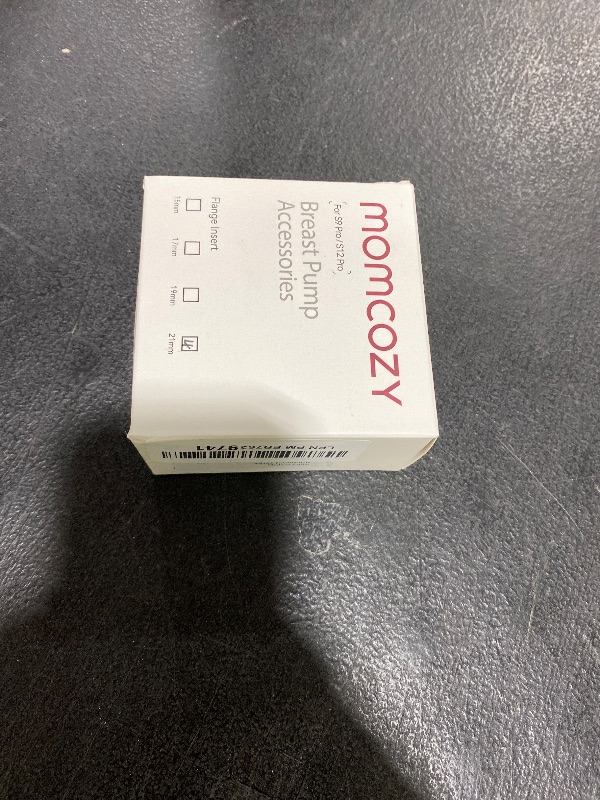 momcozy
(For S9 Pro/S12 Pro)
Breast Pump
Accessories
Flange Insert
15mm
17mm
19mm
21mm